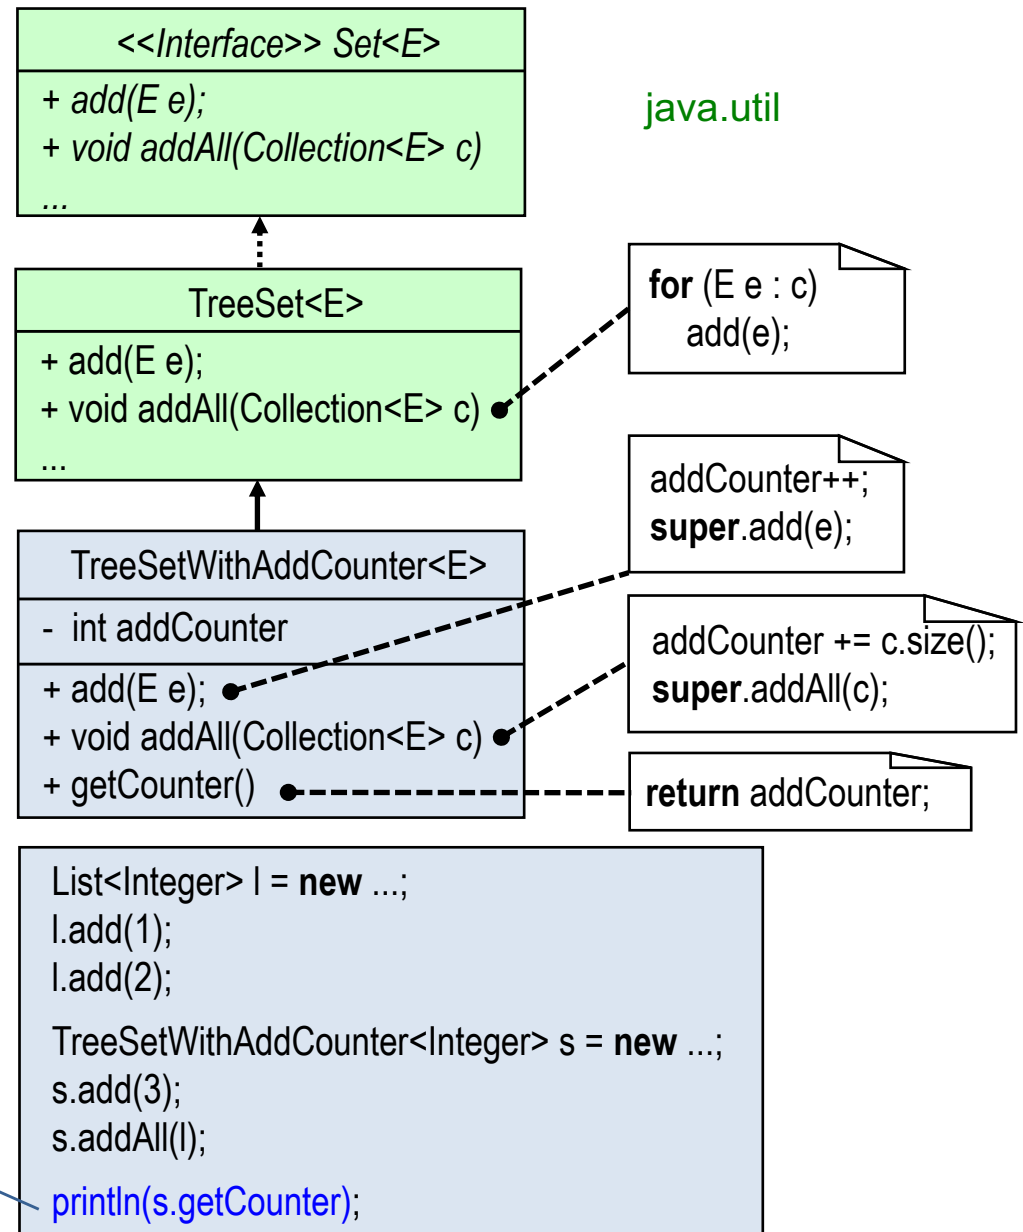 <<Interface>> Set<E>
+ add(E e);
+ void addAll(Collection<E> c)
...
java.util
TreeSet<E>
+ add(E e);
+ void addAll(Collection<E> c)
...
for (E e : c)
add(e);
TreeSetWithAddCounter<E>
- int addCounter
+ add(E e);
+ void addAll(Collection<E> c)
+ getCounter()
addCounter++;
super.add(e);
addCounter += c.size();
super.addAll(c);
return addCounter;
List<Integer> l = new ...;
l.add(1);
l.add(2);
TreeSetWithAddCounter<Integer> s = new ...;
s.add(3);
s.addAll(l);
println(s.getCounter);